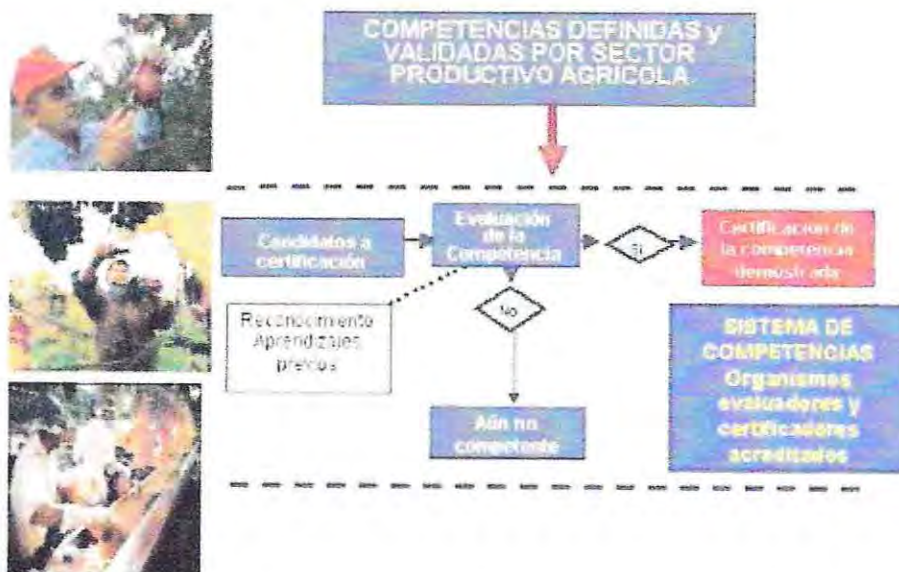 COMPETENCIAS DEFINIDAS y
VALIDADAS POR SECTOR
PRODUCTIVO AGRÍCOLA
Candidatos a
certificación
Evaluación
de la
Competencia
Si
Certificación de
la competencia
demostrada
Reconocimiento
Aprendizajes
previos
No
Aún no
competente
SISTEMA DE
COMPETENCIAS
Organismos
evaluadores y
certificadores
acreditados